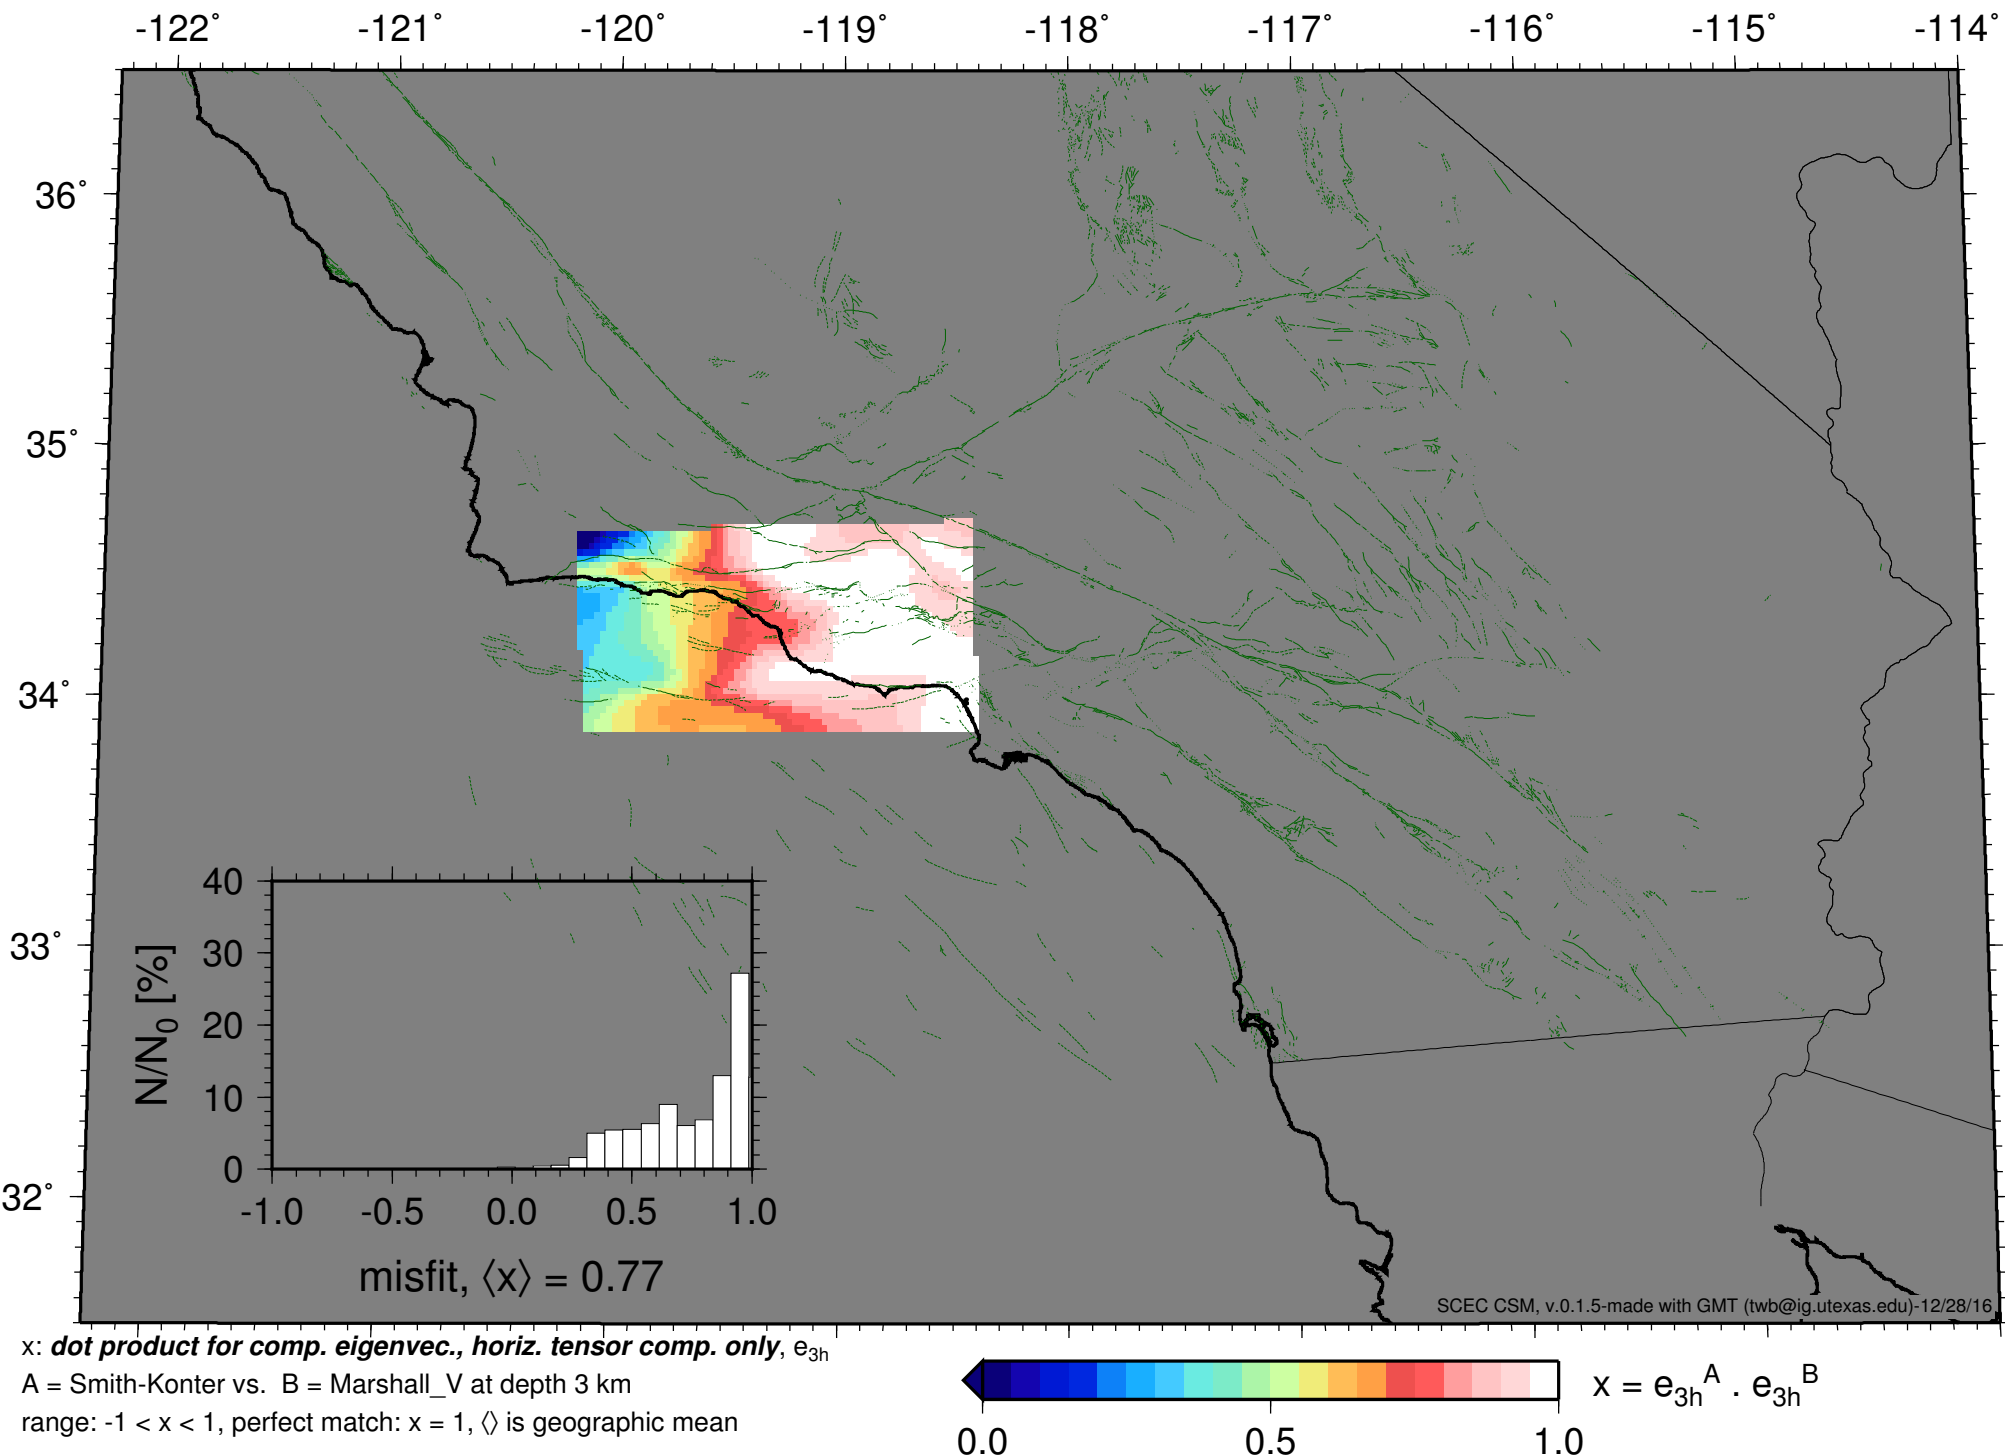 -122˚ -121˚ -120˚ -119˚ -118˚ -117˚ -116˚ -115˚ -114˚
36˚
35˚
34˚
33˚
32˚
40
30
20
10
0
N/N0 [%]
-1.0 -0.5 0.0 0.5 1.0
misfit, ⟨x⟩ = 0.77
SCEC CSM, v.0.1.5-made with GMT (twb@ig.utexas.edu)-12/28/16
x: dot product for comp. eigenvec., horiz. tensor comp. only, e3h
A = Smith-Konter vs. B = Marshall_V at depth 3 km
range: -1 < x < 1, perfect match: x = 1, ⟨⟩ is geographic mean
x = e3hA . e3hB
0.0 0.5 1.0